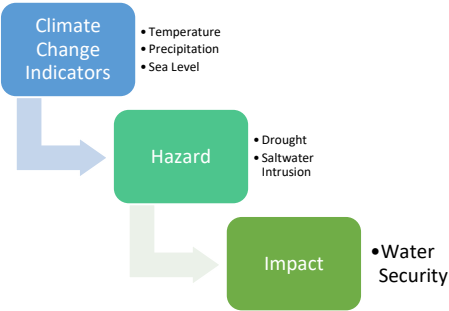 Climate
Change
Indicators
•Temperature
•Precipitation
•Sea Level
Hazard
•Drought
•Saltwater
Intrusion
Impact
•Water
Security